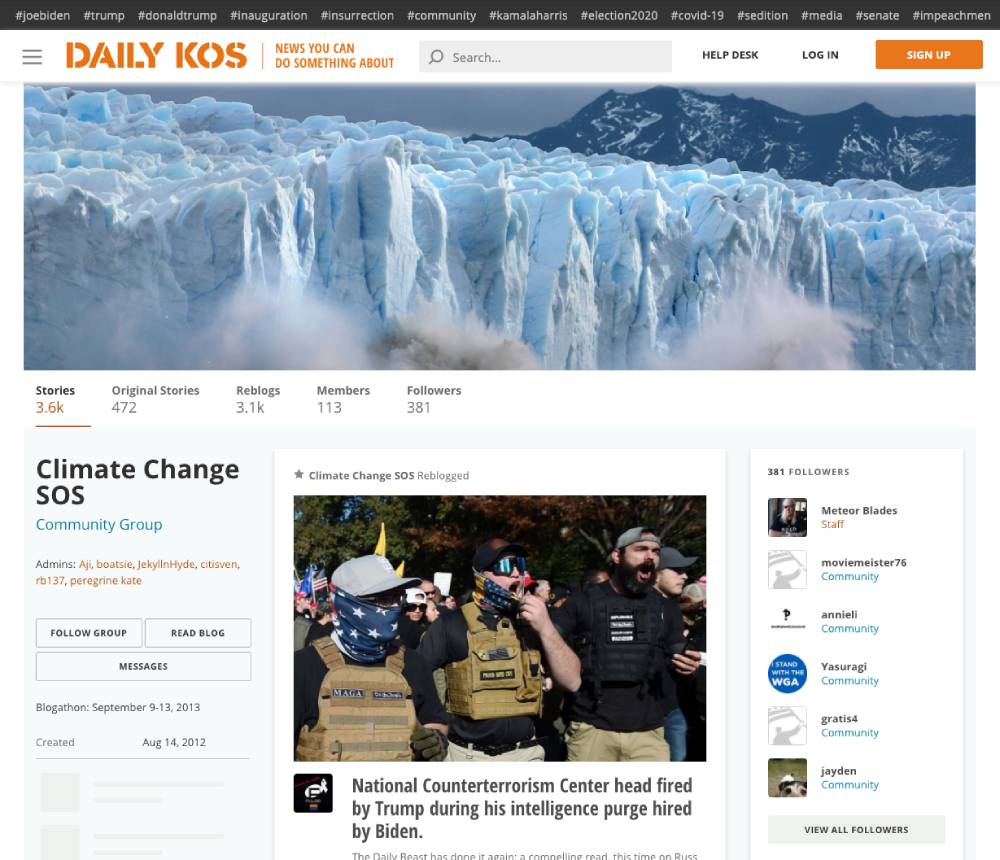 #joebiden #trump #donaldtrump #inauguration #insurrection #community #kamalaharris #election2020 #covid-19 #sedition #media #senate #impeachmen
DAILY KOS
NEWS YOU CAN
DO SOMETHING ABOUT
Search...
HELP DESK
LOG IN
SIGN UP
Stories Original Stories Reblogs Members Followers
3.6k 472 3.1k 113 381
Climate Change
SOS
Community Group
Admins: Aji, boatsie, JekyllnHyde, citisven,
rb137, peregrine kate
FOLLOW GROUP READ BLOG
MESSAGES
Blogathon: September 9-13, 2013
Created Aug 14, 2012
Climate Change SOS Reblogged
MAGA
National Counterterrorism Center head fired
by Trump during his intelligence purge hired
by Biden.
The Daily Beast has done it again: a compelling read, this time on Russ
381 FOLLOWERS
Meteor Blades
Staff
moviemeister76
Community
annieli
Community
I STAND
WITH THE
WGA
Yasuragi
Community
gratis4
Community
jayden
Community
VIEW ALL FOLLOWERS